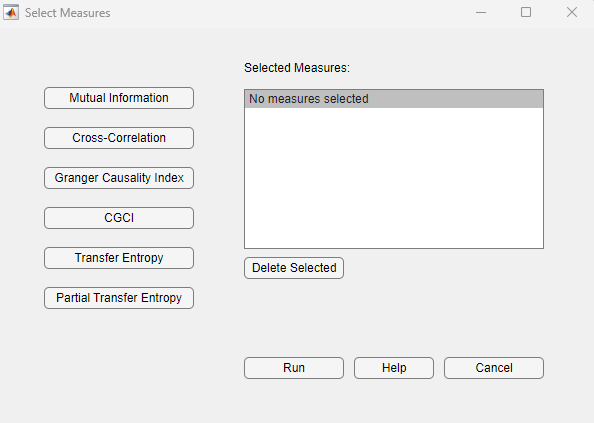 Select Measures
Selected Measures:
No measures selected
Mutual Information
Cross-Correlation
Granger Causality Index
CGCI
Transfer Entropy
Partial Transfer Entropy
Delete Selected
Run
Help
Cancel